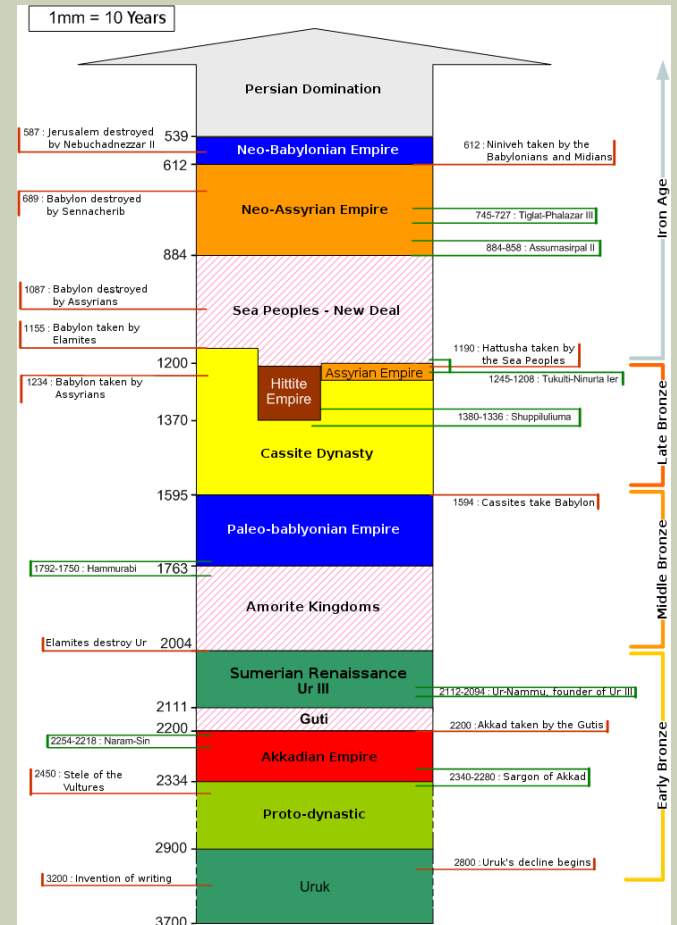 1mm = 10 Years
Persian Domination
587 : Jerusalem destroyed
by Nebuchadnezzar II
539
Neo-Babylonian Empire
612 : Niniveh taken by the
Babylonians and Midians
612
689 : Babylon destroyed
by Sennacherib
Neo-Assyrian Empire
745-727 : Tiglat-Phalazar III
884-858 : Assurnasirpal II
884
Iron Age
1087 : Babylon destroyed
by Assyrians
Sea Peoples - New Deal
1155 : Babylon taken by
Elamites
1190 : Hattusha taken by
the Sea Peoples
1200
Assyrian Empire
1245-1208 : Tukulti-Ninurta Ier
1234 : Babylon taken by
Assyrians
Hittite
Empire
1370
1380-1336 : Shuppiluliuma
Late Bronze
Cassite Dynasty
1595
1594 : Cassites take Babylon
Paleo-bablyonian Empire
1792-1750 : Hammurabi
1763
Middle Bronze
Amorite Kingdoms
Elamites destroy Ur
2004
Sumerian Renaissance
Ur III
2112-2094 : Ur-Nammu, founder of Ur III
2111
Guti
2200
2200 : Akkad taken by the Gutis
2254-2218 : Naram-Sin
Akkadian Empire
2450 : Stele of the
Vultures
2334
2340-2280 : Sargon of Akkad
Early Bronze
Proto-dynastic
2900
2800 : Uruk's decline begins
3200 : Invention of writing
Uruk
3700